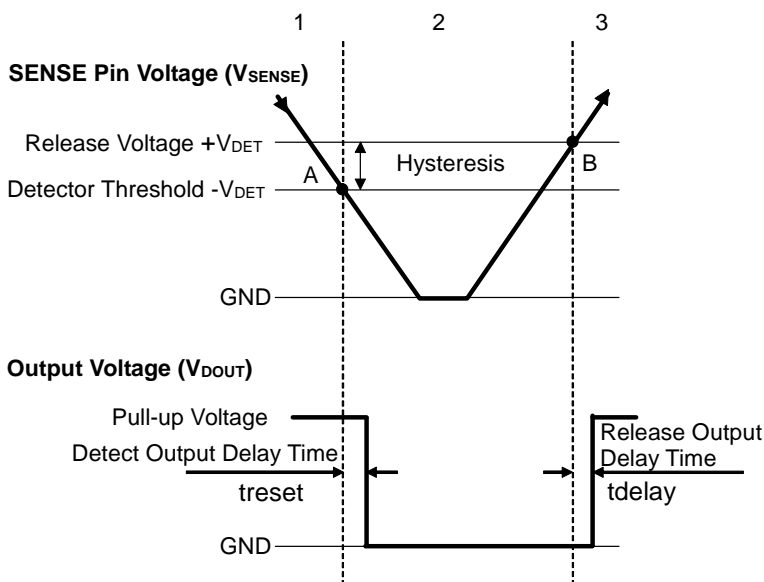 1 2 3
SENSE Pin Voltage (VSENSE)
Release Voltage +VDET
Hysteresis
A
B
Detector Threshold -VDET
GND
Output Voltage (VDOUT)
Pull-up Voltage
Detect Output Delay Time
treset
Release Output
Delay Time
tdelay
GND